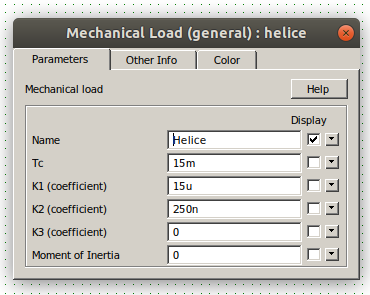 Mechanical Load (general) : helice
Parameters Other Info Color
Mechanical load Help
Display
Name Helice
Tc 15m
K1 (coefficient) 15u
K2 (coefficient) 250n
K3 (coefficient) 0
Moment of Inertia 0